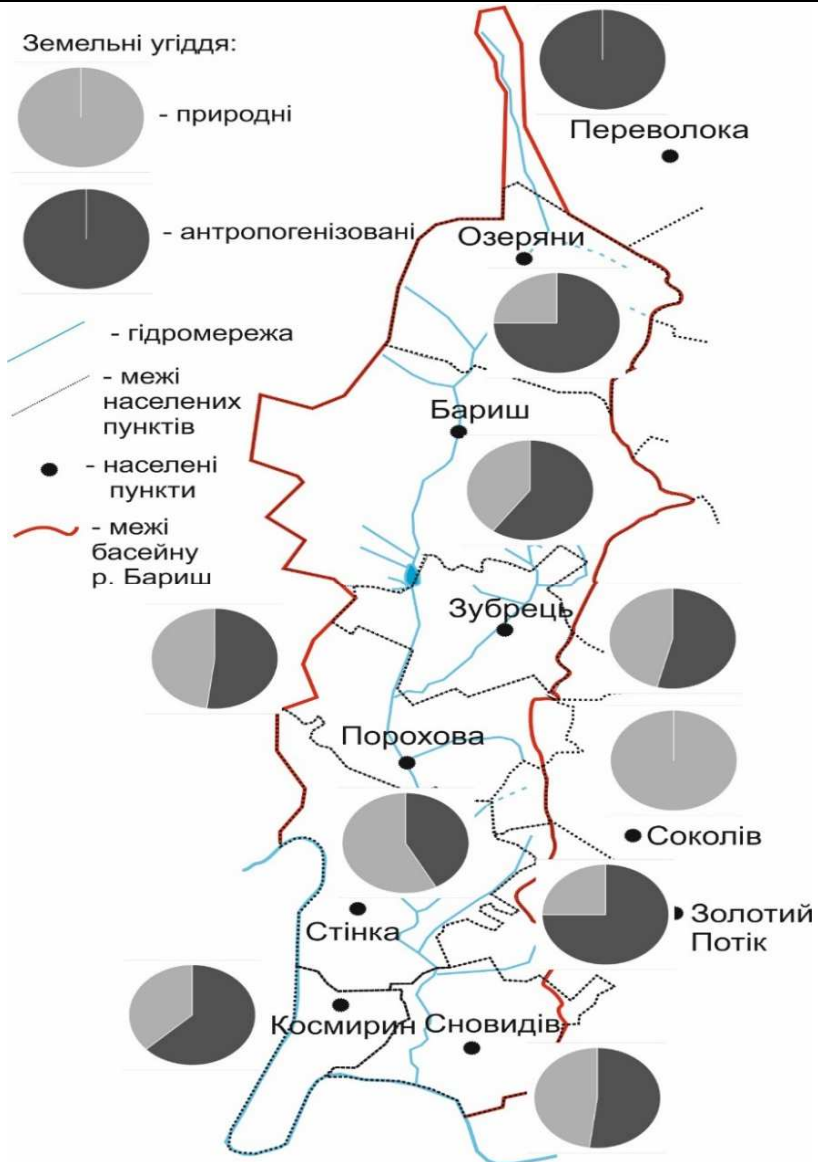 Земельні угіддя:
- природні
- антропогенізовані
- гідромережа
- межі
населених
пунктів
- населені
пункти
- межі
басейну
р. Бариш
Переволока
Озеряни
Бариш
Зубрець
Порохова
Соколів
Золотий
Потік
Стінка
Космирин
Сновидів